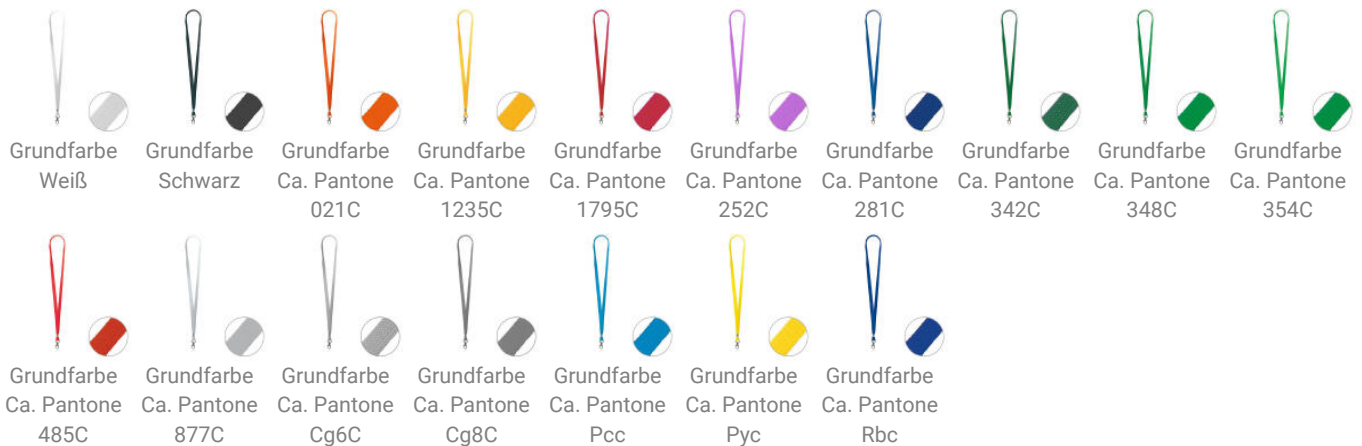 Grundfarbe
Weiß
Grundfarbe
Schwarz
Grundfarbe
Ca. Pantone
021C
Grundfarbe
Ca. Pantone
1235C
Grundfarbe
Ca. Pantone
1795C
Grundfarbe
Ca. Pantone
252C
Grundfarbe
Ca. Pantone
281C
Grundfarbe
Ca. Pantone
342C
Grundfarbe
Ca. Pantone
348C
Grundfarbe
Ca. Pantone
354C
Grundfarbe
Ca. Pantone
485C
Grundfarbe
Ca. Pantone
877C
Grundfarbe
Ca. Pantone
Cg6C
Grundfarbe
Ca. Pantone
Cg8C
Grundfarbe
Ca. Pantone
Pcc
Grundfarbe
Ca. Pantone
Pyc
Grundfarbe
Ca. Pantone
Rbc